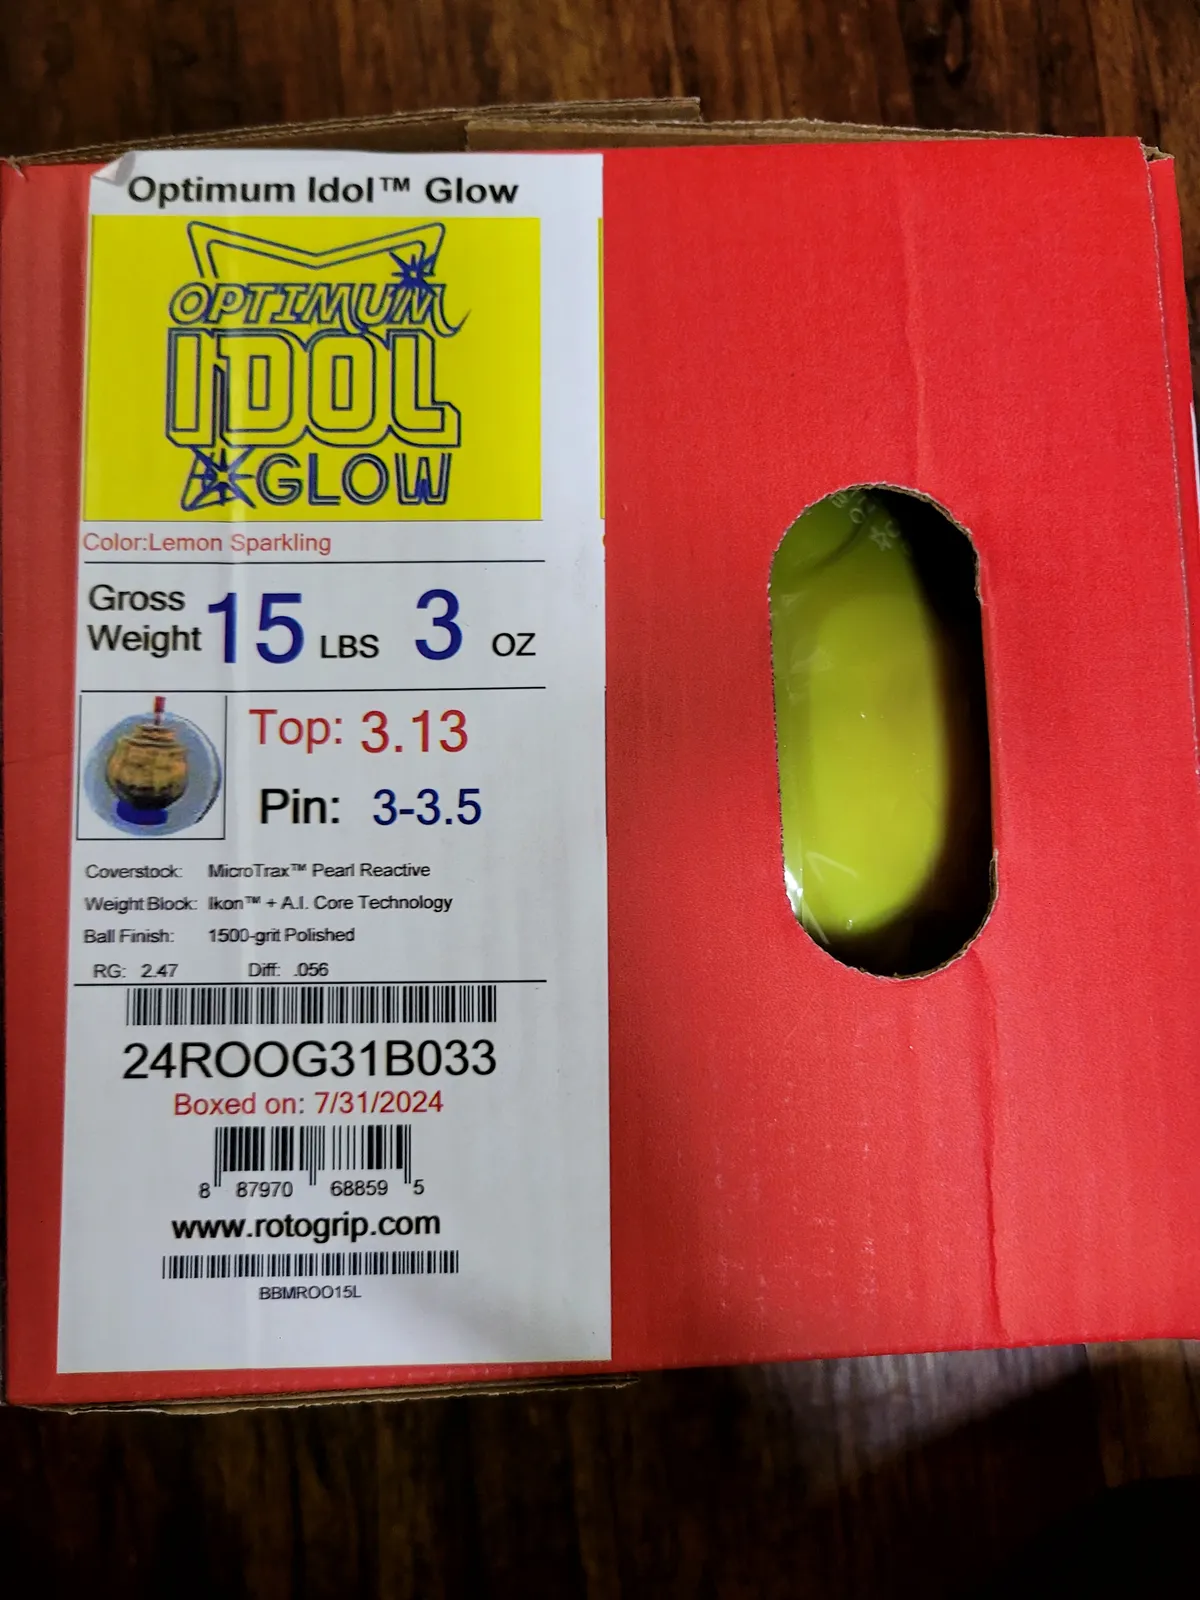 Optimum Idol™ Glow
OPTIMUM
IDOL
GLOW
Color:Lemon Sparkling
Gross Weight 15 LBS 3 OZ
Top: 3.13
Pin: 3-3.5
Coverstock: MicroTrax™ Pearl Reactive
Weight Block: Ikon™ + A.I. Core Technology
Ball Finish: 1500-grit Polished
RG: 2.47 Diff: .056
24ROOG31B033
Boxed on: 7/31/2024
8 87970 68859 5
www.rotogrip.com
BBMROO15L